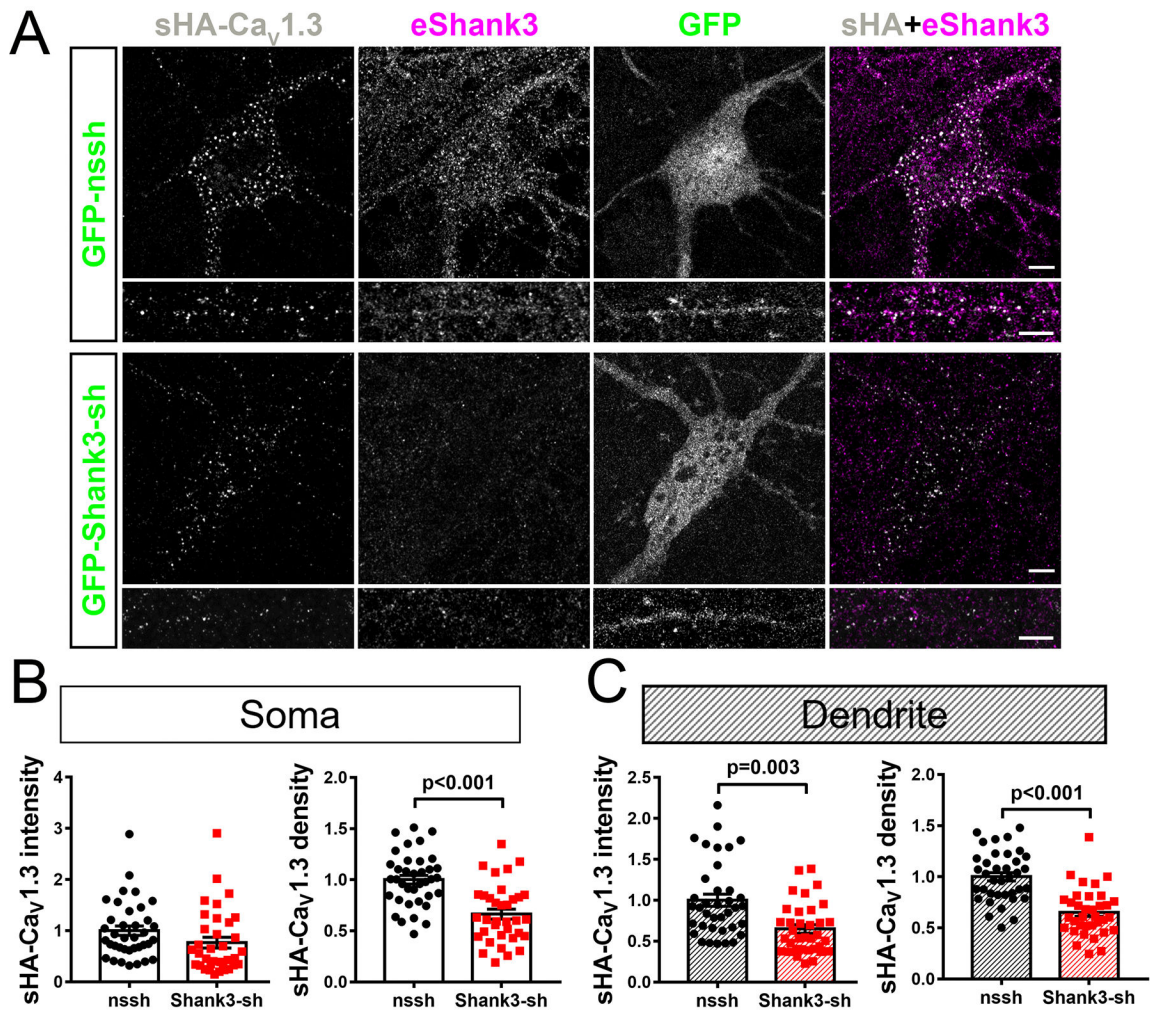 A
sHA-CaV1.3 eShank3 GFP sHA+eShank3
GFP-nssh
GFP-Shank3-sh
B
Soma
sHA-CaV1.3 intensity
4
3
2
1
0
nssh Shank3-sh
sHA-CaV1.3 density
2.0
1.5
1.0
0.5
0.0
p<0.001
nssh Shank3-sh
C
Dendrite
sHA-CaV1.3 intensity
2.5
2.0
1.5
1.0
0.5
0.0
p=0.003
nssh Shank3-sh
sHA-CaV1.3 density
2.0
1.5
1.0
0.5
0.0
p<0.001
nssh Shank3-sh